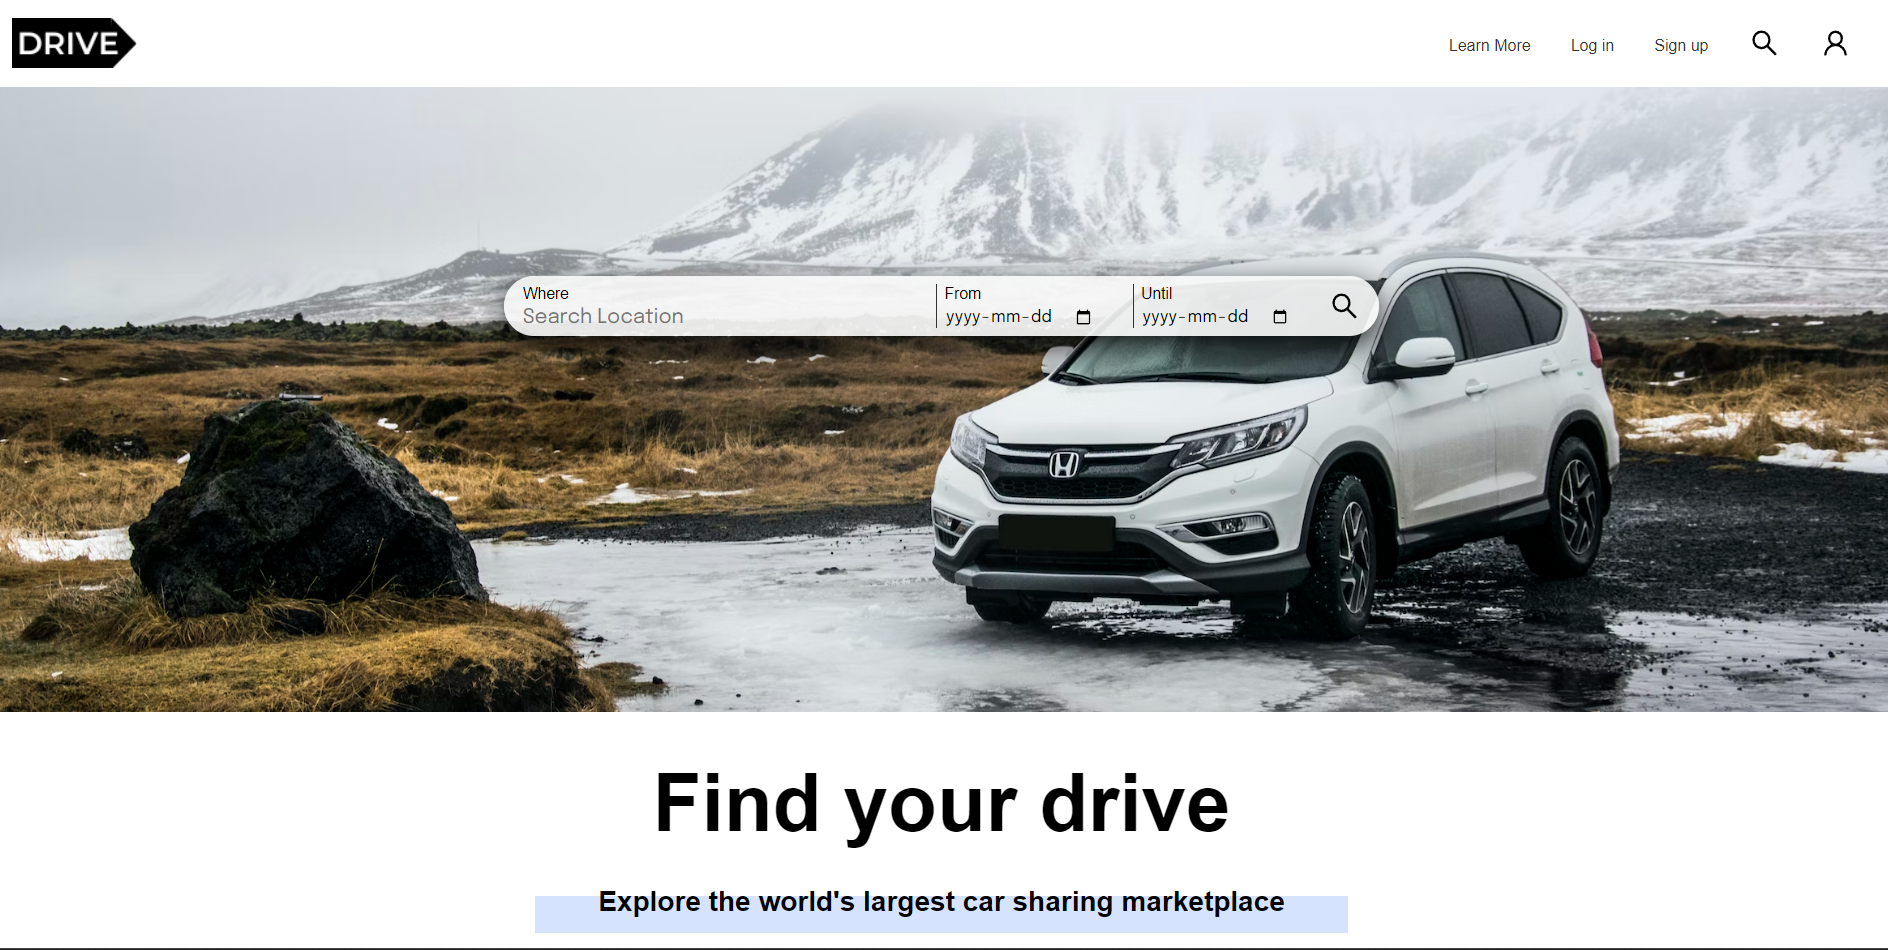 DRIVE
Learn More
Log in
Sign up
Where
Search Location
From
yyyy-mm-dd
Until
yyyy-mm-dd
Find your drive
Explore the world's largest car sharing marketplace